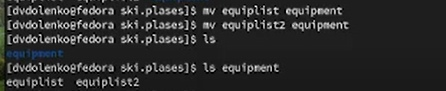 [dvdolenko@fedora ski.plases]$ mv equiplist equipment
[dvdolenko@fedora ski.plases]$ mv equiplist2 equipment
[dvdolenko@fedora ski.plases]$ ls
equipment
[dvdolenko@fedora ski.plases]$ ls equipment
equiplist  equiplist2